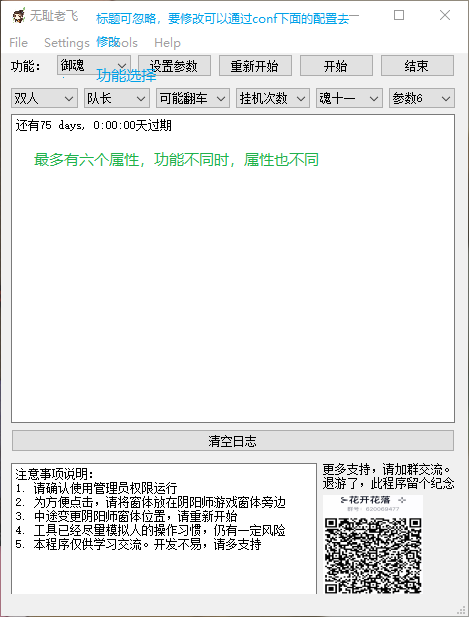 无耻老飞
标题可忽略，要修改可以通过conf下面的配置去
修改
File Settings Tools Help
功能： 御魂 设置参数 重新开始 开始 结束
功能选择
双人 队长 可能翻车 挂机次数 魂十一 参数6
还有75 days, 0:00:00天过期
最多有六个属性，功能不同时，属性也不同
清空日志
注意事项说明：
1. 请确认使用管理员权限运行
2. 为方便点击，请将窗体放在阴阳师游戏窗体旁边
3. 中途变更阴阳师窗体位置，请重新开始
4. 工具已经尽量模拟人的操作习惯，仍有一定风险
5. 本程序仅供学习交流。开发不易，请多支持
更多支持，请加群交流。
退游了，此程序留个纪念
花开花落
群号：820069477